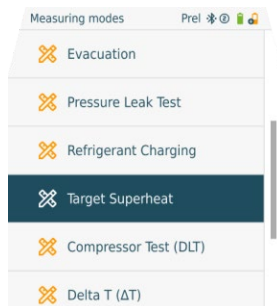 Measuring modes Prel
Evacuation
Pressure Leak Test
Refrigerant Charging
Target Superheat
Compressor Test (DLT)
Delta T (ΔT)